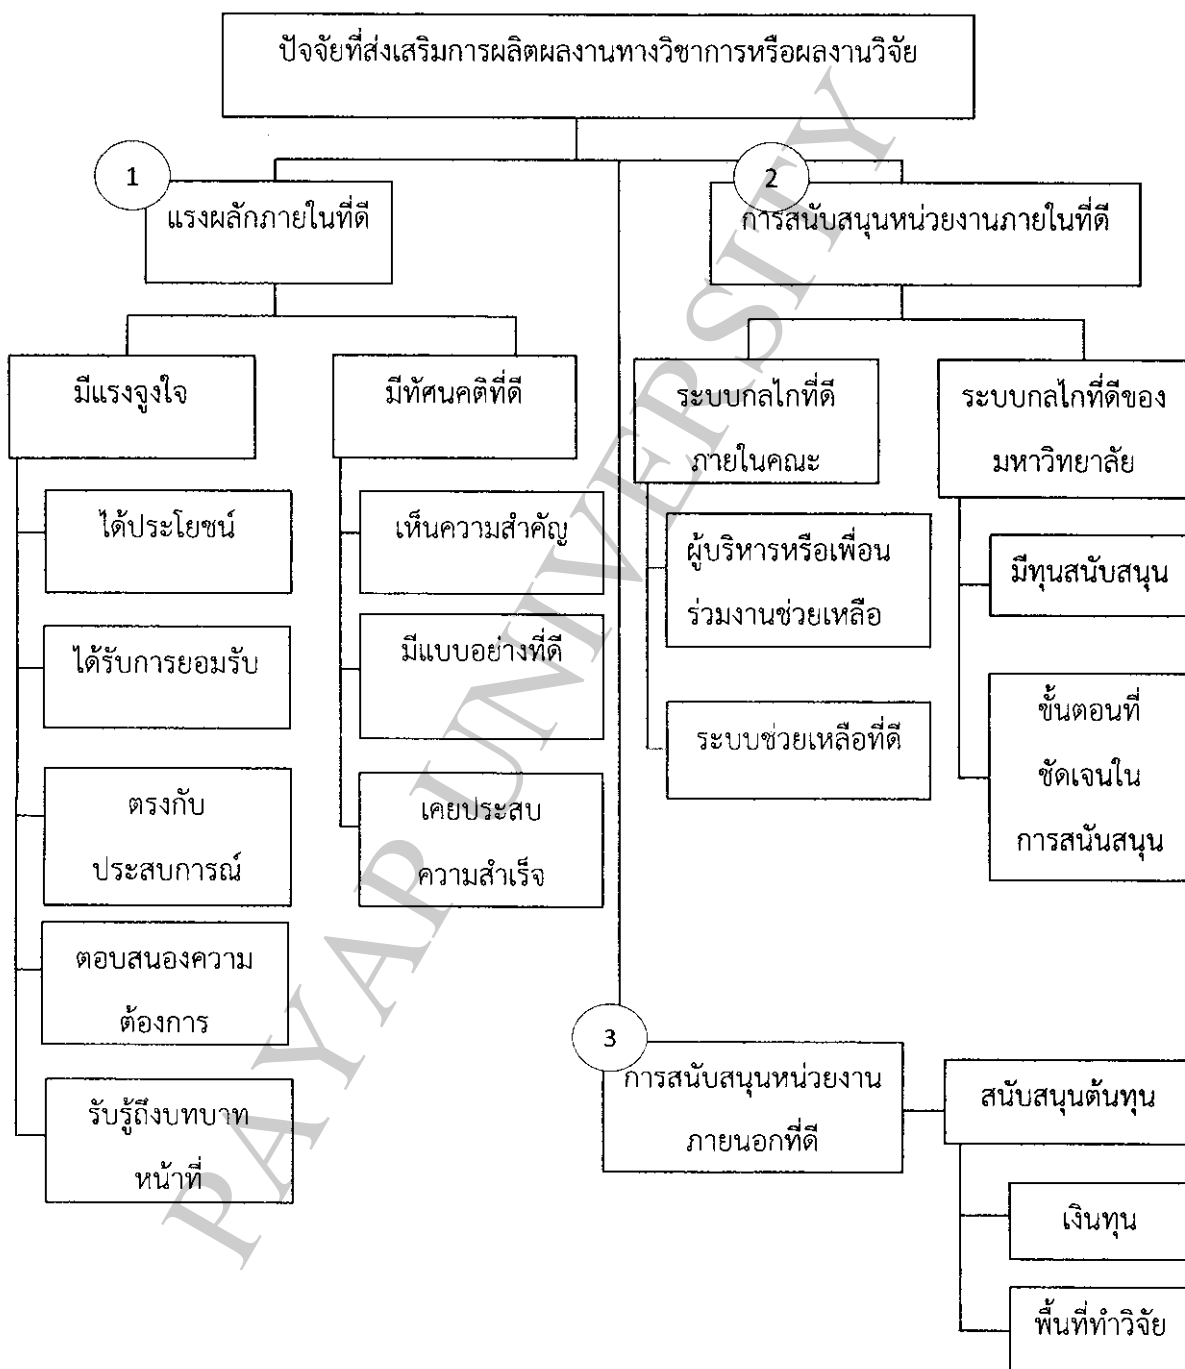 ปัจจัยที่ส่งเสริมการผลิตผลงานทางวิชาการหรือผลงานวิจัย
1
แรงผลักภายในที่ดี
2
การสนับสนุนหน่วยงานภายในที่ดี
มีแรงจูงใจ
มีทัศนคติที่ดี
ระบบกลไกที่ดี
ภายในคณะ
ระบบกลไกที่ดีของ
มหาวิทยาลัย
ได้ประโยชน์
ได้รับการยอมรับ
ตรงกับ
ประสบการณ์
ตอบสนองความ
ต้องการ
รับรู้ถึงบทบาท
หน้าที่
เห็นความสำคัญ
มีแบบอย่างที่ดี
เคยประสบ
ความสำเร็จ
ผู้บริหารหรือเพื่อน
ร่วมงานช่วยเหลือ
ระบบช่วยเหลือที่ดี
มีทุนสนับสนุน
ขั้นตอนที่
ชัดเจนใน
การสนันสนุน
3
การสนับสนุนหน่วยงาน
ภายนอกที่ดี
สนับสนุนต้นทุน
เงินทุน
พื้นที่ทำวิจัย
PAYAP UNIVERSITY